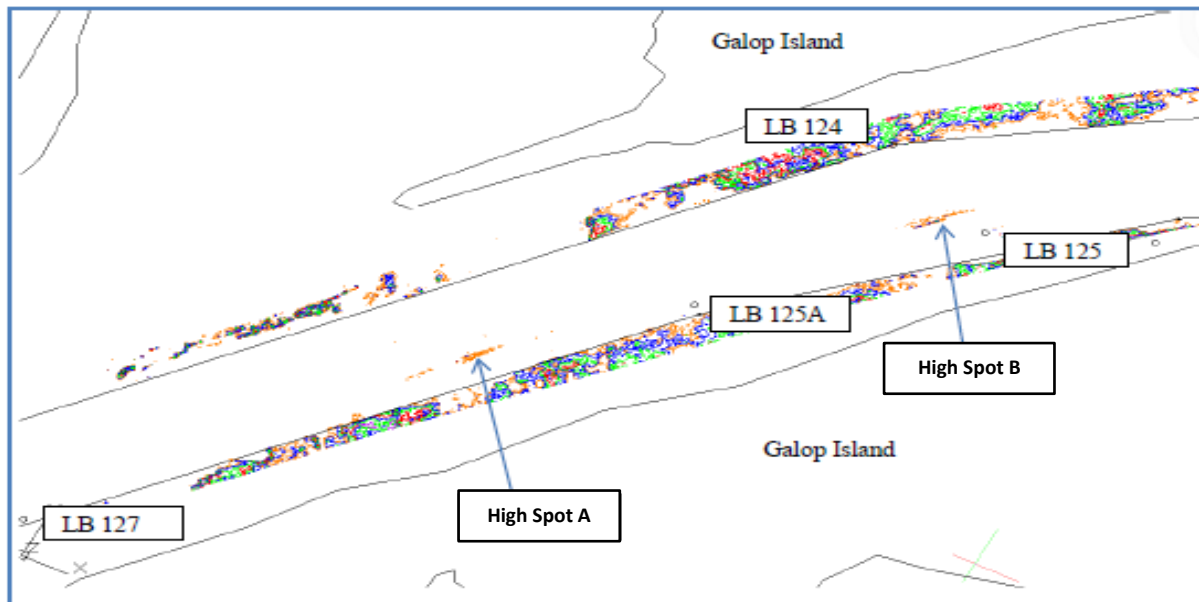 Galop Island
LB 124
LB 125
LB 125A
High Spot B
Galop Island
High Spot A
LB 127